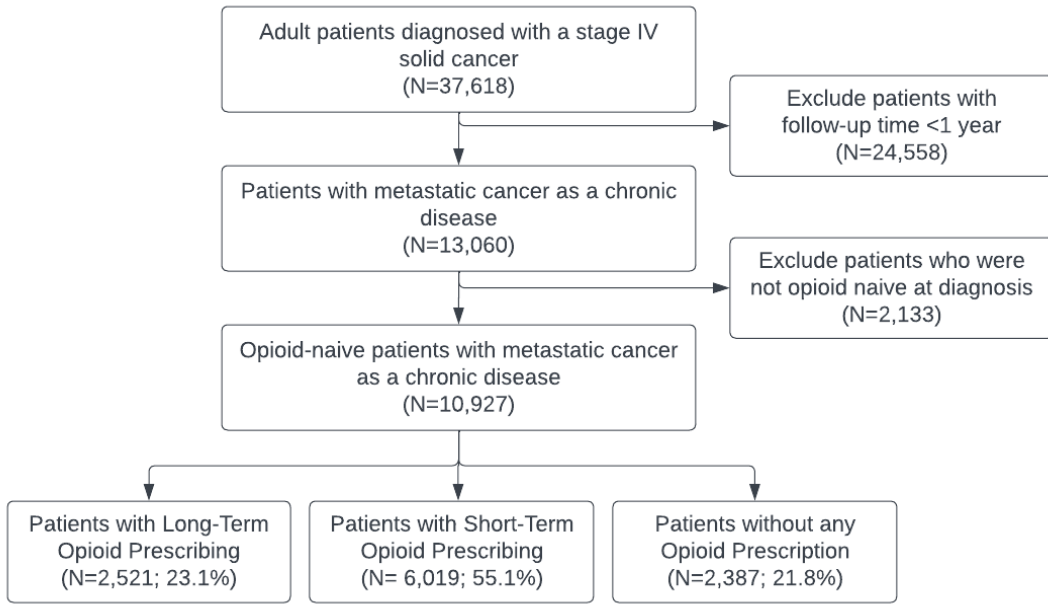 Adult patients diagnosed with a stage IV
solid cancer
(N=37,618)
Exclude patients with
follow-up time <1 year
(N=24,558)
Patients with metastatic cancer as a chronic
disease
(N=13,060)
Exclude patients who were
not opioid naive at diagnosis
(N=2,133)
Opioid-naive patients with metastatic cancer
as a chronic disease
(N=10,927)
Patients with Long-Term
Opioid Prescribing
(N=2,521; 23.1%)
Patients with Short-Term
Opioid Prescribing
(N= 6,019; 55.1%)
Patients without any
Opioid Prescription
(N=2,387; 21.8%)